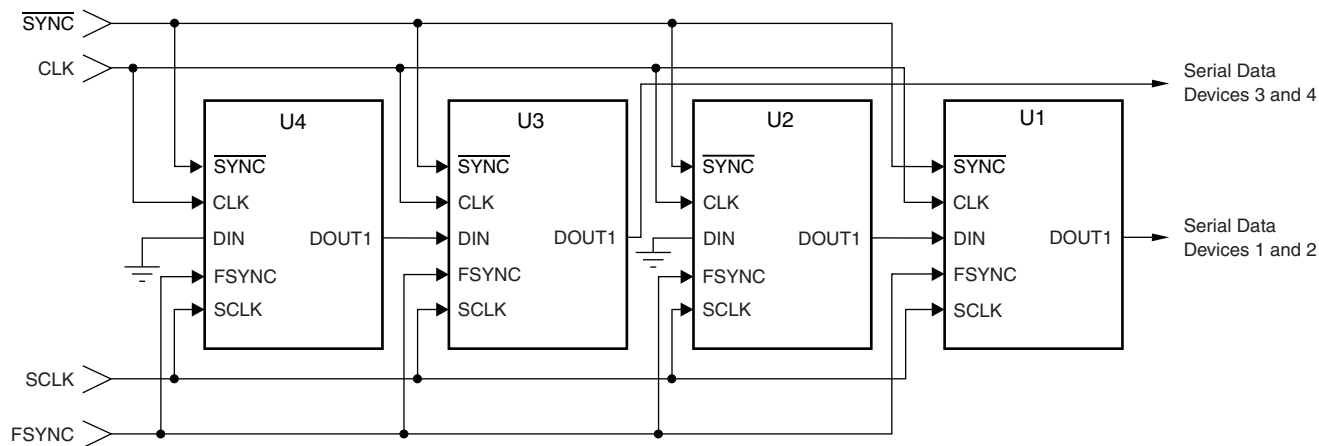 SYNC
CLK
Serial Data
Devices 3 and 4
U4
U3
U2
U1
SYNC
SYNC
SYNC
SYNC
CLK
CLK
CLK
CLK
DIN
DOUT1
DIN
DOUT1
DIN
DOUT1
DIN
DOUT1
Serial Data
Devices 1 and 2
FSYNC
FSYNC
FSYNC
FSYNC
SCLK
SCLK
SCLK
SCLK
SCLK
FSYNC